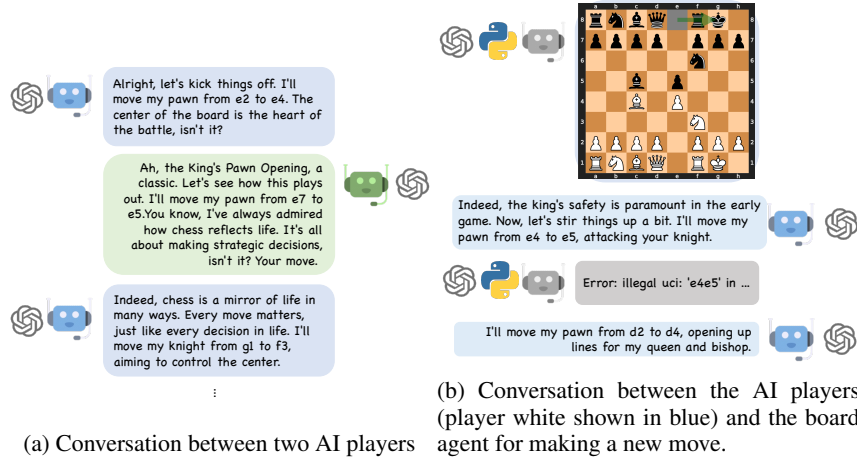 Alright, let's kick things off. I'll
move my pawn from e2 to e4. The
center of the board is the heart of
the battle, isn't it?
Ah, the King's Pawn Opening, a
classic. Let's see how this plays
out. I'll move my pawn from e7 to
e5.You know, I've always admired
how chess reflects life. It's all
about making strategic decisions,
isn't it? Your move.
Indeed, chess is a mirror of life in
many ways. Every move matters,
just like every decision in life. I'll
move my knight from g1 to f3,
aiming to control the center.
⋮
(a) Conversation between two AI players
a b c d e f g h
8 8
7 7
6 6
5 5
4 4
3 3
2 2
1 1
a b c d e f g h
Indeed, the king's safety is paramount in the early
game. Now, let's stir things up a bit. I'll move my
pawn from e4 to e5, attacking your knight.
Error: illegal uci: 'e4e5' in ...
I'll move my pawn from d2 to d4, opening up
lines for my queen and bishop.
(b) Conversation between the AI players
(player white shown in blue) and the board
agent for making a new move.